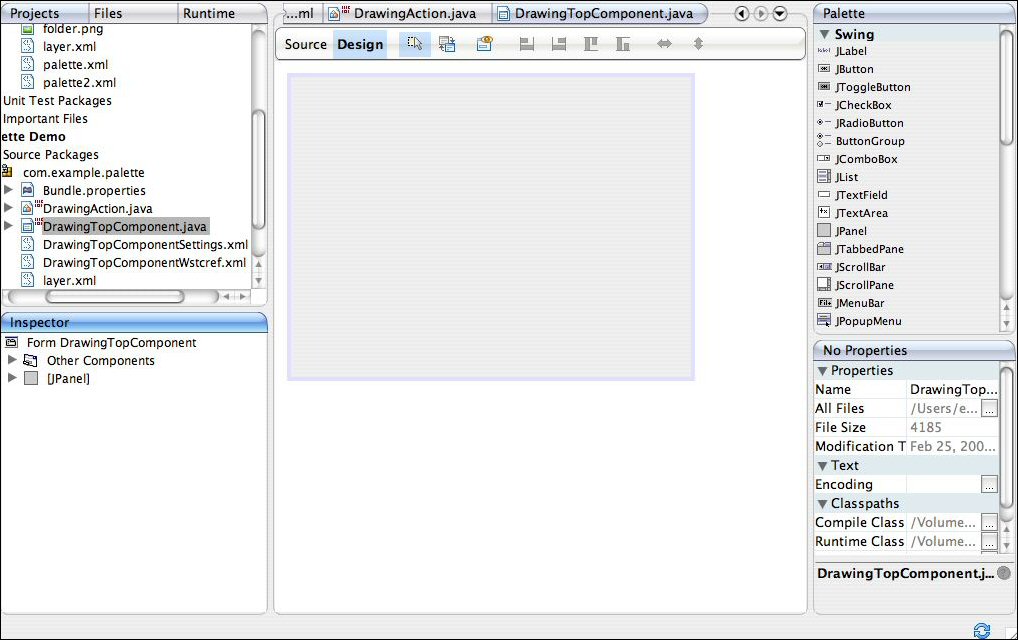 Projects Files Runtime
folder.png
layer.xml
palette.xml
palette2.xml
Unit Test Packages
Important Files
ette Demo
Source Packages
com.example.palette
Bundle.properties
DrawingAction.java
DrawingTopComponent.java
DrawingTopComponentSettings.xml
DrawingTopComponentWstcref.xml
layer.xml
Inspector
Form DrawingTopComponent
Other Components
[JPanel]
...ml DrawingAction.java DrawingTopComponent.java
Source Design
Palette
Swing
JLabel
JButton
JToggleButton
JCheckBox
JRadioButton
ButtonGroup
JComboBox
JList
JTextField
JTextArea
JPanel
JTabbedPane
JScrollBar
JScrollPane
JMenuBar
JPopupMenu
No Properties
Properties
Name DrawingTop...
All Files /Users/e... ...
File Size 4185
Modification T Feb 25, 200...
Text
Encoding ...
Classpaths
Compile Class /Volume... ...
Runtime Class /Volume... ...
DrawingTopComponent.j...